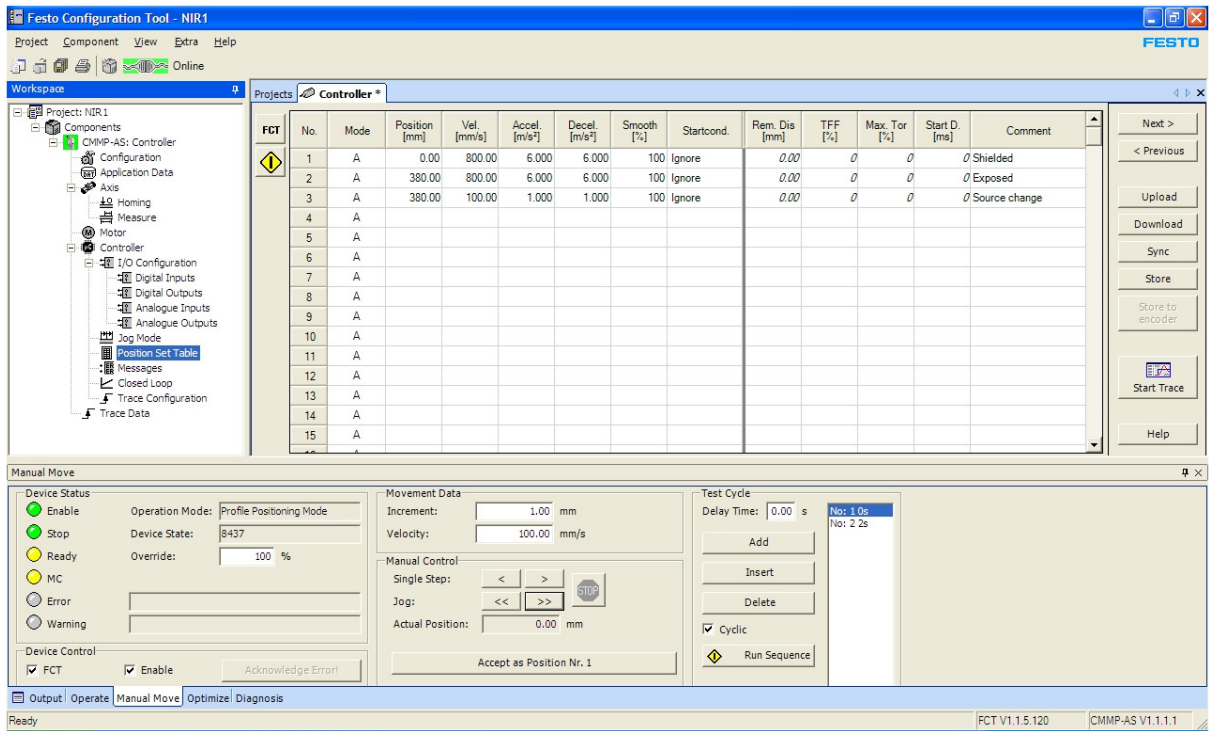 Festo Configuration Tool - NIR1
Project Component View Extra Help
FESTO
Online
Workspace
Project: NIR1
Components
CMMP-AS: Controller
Configuration
Application Data
Axis
Homing
Measure
Motor
Controller
I/O Configuration
Digital Inputs
Digital Outputs
Analogue Inputs
Analogue Outputs
Jog Mode
Position Set Table
Messages
Closed Loop
Trace Configuration
Trace Data
Projects Controller *
FCT
No. Mode Position [mm] Vel. [mm/s] Accel. [m/s²] Decel. [m/s²] Smooth [%] Startcond. Rem. Dis [mm] TFF [%] Max. Tor [%] Start D. [ms] Comment
1 A 0.00 800.00 6.000 6.000 100 Ignore 0.00 0 0 0 Shielded
2 A 380.00 800.00 6.000 6.000 100 Ignore 0.00 0 0 0 Exposed
3 A 380.00 100.00 1.000 1.000 100 Ignore 0.00 0 0 0 Source change
4 A
5 A
6 A
7 A
8 A
9 A
10 A
11 A
12 A
13 A
14 A
15 A
Next >
< Previous
Upload
Download
Sync
Store
Store to
encoder
Start Trace
Help
Manual Move
Device Status
Enable Operation Mode: Profile Positioning Mode
Stop Device State: 8437
Ready Override: 100 %
MC
Error
Warning
Device Control
FCT Enable Acknowledge Error!
Movement Data
Increment: 1.00 mm
Velocity: 100.00 mm/s
Manual Control
Single Step: < >
STOP
Jog: << >>
Actual Position: 0.00 mm
Accept as Position Nr. 1
Test Cycle
Delay Time: 0.00 s
No: 1 0s
No: 2 2s
Add
Insert
Delete
Cyclic
Run Sequence
Output Operate Manual Move Optimize Diagnosis
Ready FCT V1.1.5.120 CMMP-AS V1.1.1.1